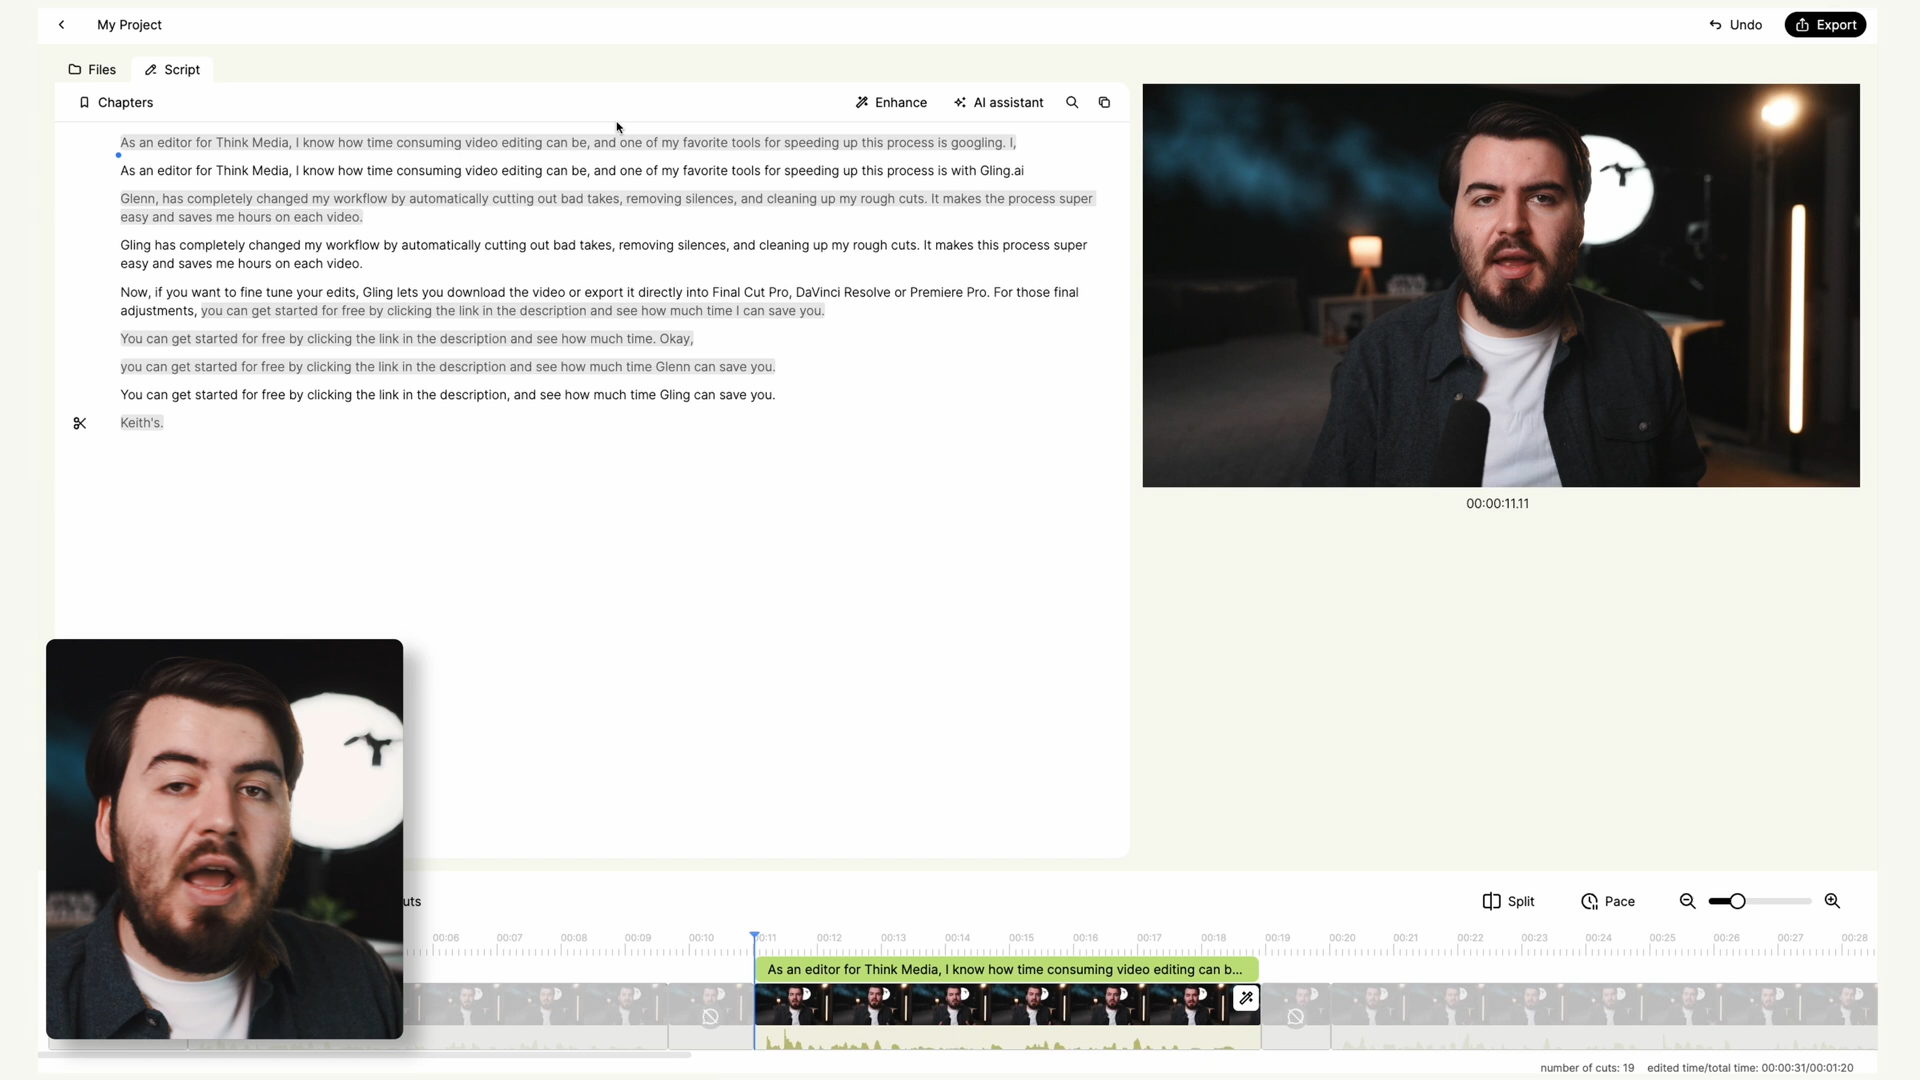 My Project
Undo
Export
Files
Script
Chapters
Enhance
AI assistant
As an editor for Think Media, I know how time consuming video editing can be, and one of my favorite tools for speeding up this process is googling. I,
As an editor for Think Media, I know how time consuming video editing can be, and one of my favorite tools for speeding up this process is with Gling.ai
Glenn, has completely changed my workflow by automatically cutting out bad takes, removing silences, and cleaning up my rough cuts. It makes the process super
easy and saves me hours on each video.
Gling has completely changed my workflow by automatically cutting out bad takes, removing silences, and cleaning up my rough cuts. It makes this process super
easy and saves me hours on each video.
Now, if you want to fine tune your edits, Gling lets you download the video or export it directly into Final Cut Pro, DaVinci Resolve or Premiere Pro. For those final
adjustments, you can get started for free by clicking the link in the description and see how much time I can save you.
You can get started for free by clicking the link in the description and see how much time. Okay,
you can get started for free by clicking the link in the description and see how much time Glenn can save you.
You can get started for free by clicking the link in the description, and see how much time Gling can save you.
Keith's.
00:00:11.11
uts
Split
Pace
00:06 00:07 00:08 00:09 00:10 00:11 00:12 00:13 00:14 00:15 00:16 00:17 00:18 00:19 00:20 00:21 00:22 00:23 00:24 00:25 00:26 00:27 00:28
As an editor for Think Media, I know how time consuming video editing can b...
number of cuts: 19 edited time/total time: 00:00:31/00:01:20